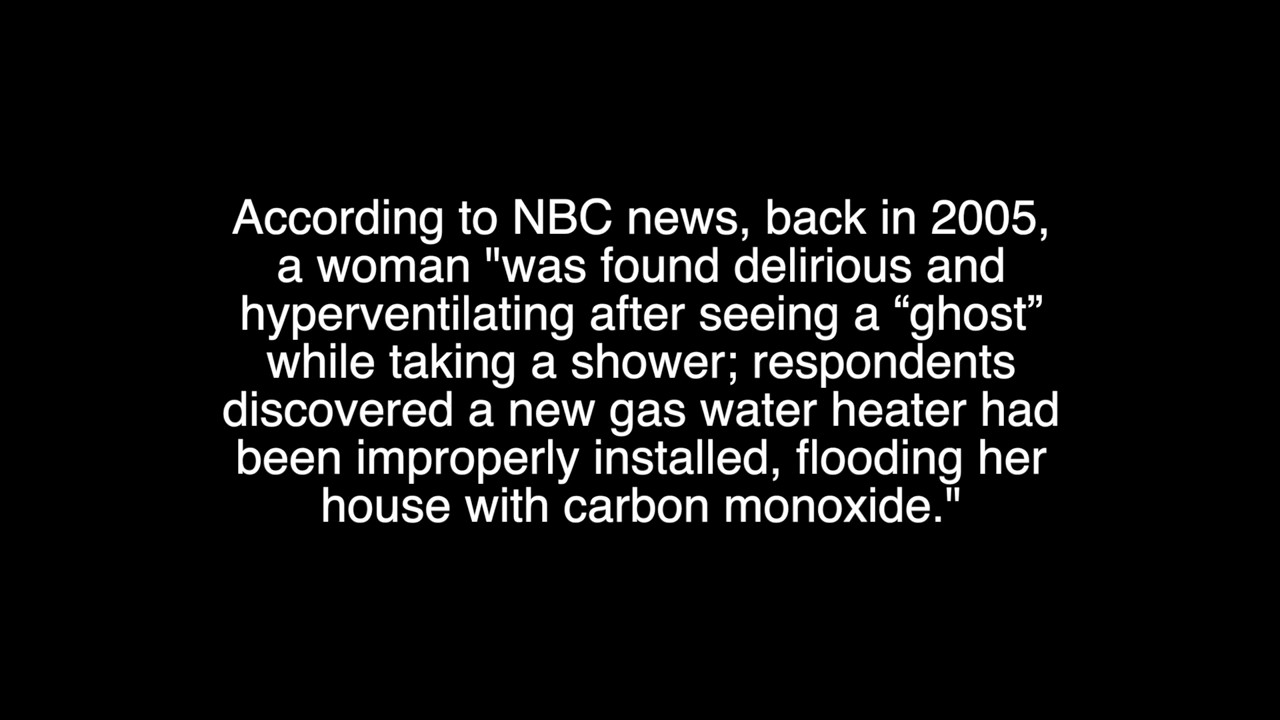 According to NBC news, back in 2005,
a woman "was found delirious and
hyperventilating after seeing a “ghost”
while taking a shower; respondents
discovered a new gas water heater had
been improperly installed, flooding her
house with carbon monoxide."